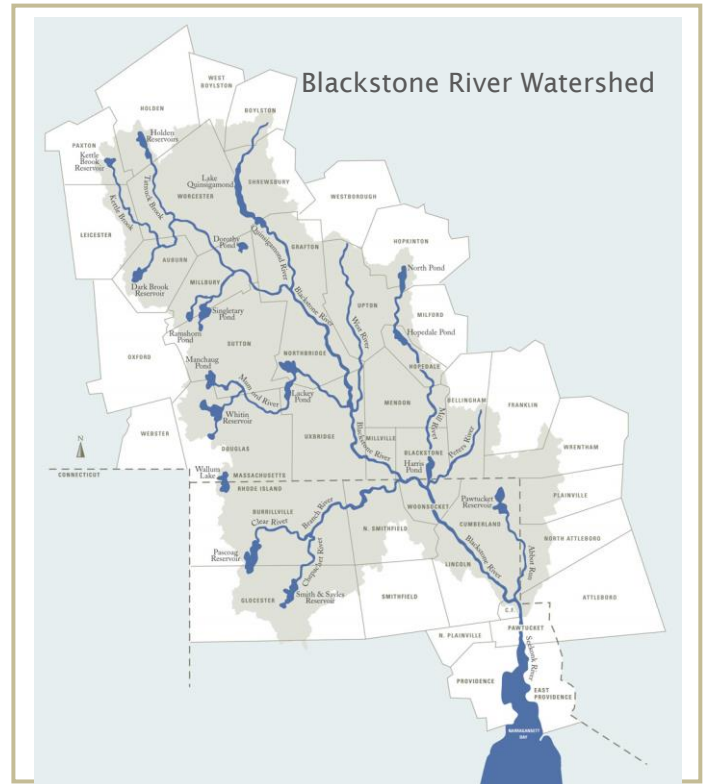 Blackstone River Watershed
WEST
BOYLSTON
HOLDEN
BOYLSTON
Holden
Reservoirs
PAXTON
Kettle
Brook
Reservoir
Lake
Quinsigamond
SHREWSBURY
Tatnuck Brook
WORCESTER
WESTBOROUGH
Kettle Brook
LEICESTER
Quinsigamond River
HOPKINTON
Dorothy
Pond
GRAFTON
AUBURN
North Pond
Dark Brook
Reservoir
MILLBURY
Blackstone River
UPTON
MILFORD
Singletary
Pond
West River
Ramshorn
Pond
Hopedale Pond
SUTTON
OXFORD
NORTHBRIDGE
Manchaug
Pond
HOPEDALE
Mumford River
Lackey
Pond
MENDON
BELLINGHAM
FRANKLIN
Mill River
Whitin
Reservoir
WEBSTER
UXBRIDGE
MILLVILLE
Peters River
BLACKSTONE
WRENTHAM
N
DOUGLAS
Blackstone River
Harris
Pond
Wallum
Lake
MASSACHUSETTS
CONNECTICUT
RHODE ISLAND
PLAINVILLE
Pawtucket
Reservoir
BURRILLVILLE
Branch River
WOONSOCKET
Clear River
CUMBERLAND
N. SMITHFIELD
NORTH ATTLEBORO
Pascoag
Reservoir
Chepachet River
Blackstone River
Abbot Run
LINCOLN
Smith & Sayles
Reservoir
GLOCESTER
SMITHFIELD
ATTLEBORO
C. F.
PAWTUCKET
N. PLAINVILLE
Seekonk River
PROVIDENCE
EAST
PROVIDENCE
NARRAGANSETT
BAY